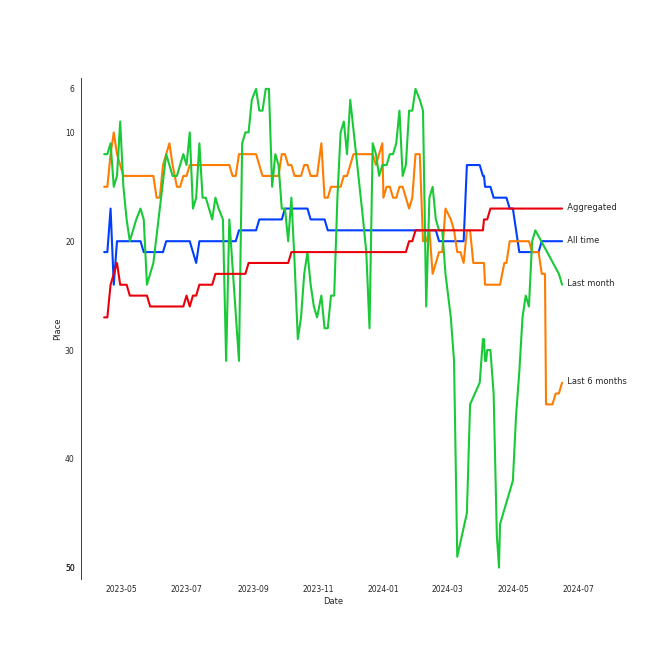 6
10
20
30
40
50
Place
2023-05
2023-07
2023-09
2023-11
2024-01
2024-03
2024-05
2024-07
Date
Aggregated
All time
Last month
Last 6 months